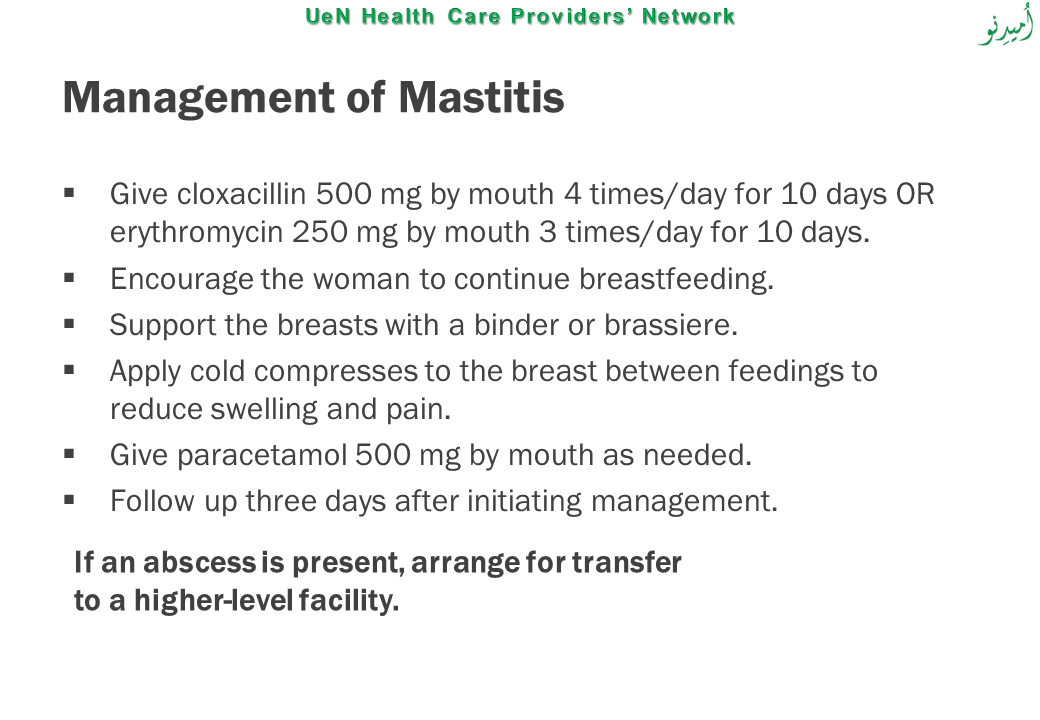 UeN Health Care Providers’ Network
اُميدِنو
Management of Mastitis
▪ Give cloxacillin 500 mg by mouth 4 times/day for 10 days OR
erythromycin 250 mg by mouth 3 times/day for 10 days.
▪ Encourage the woman to continue breastfeeding.
▪ Support the breasts with a binder or brassiere.
▪ Apply cold compresses to the breast between feedings to
reduce swelling and pain.
▪ Give paracetamol 500 mg by mouth as needed.
▪ Follow up three days after initiating management.
If an abscess is present, arrange for transfer
to a higher-level facility.